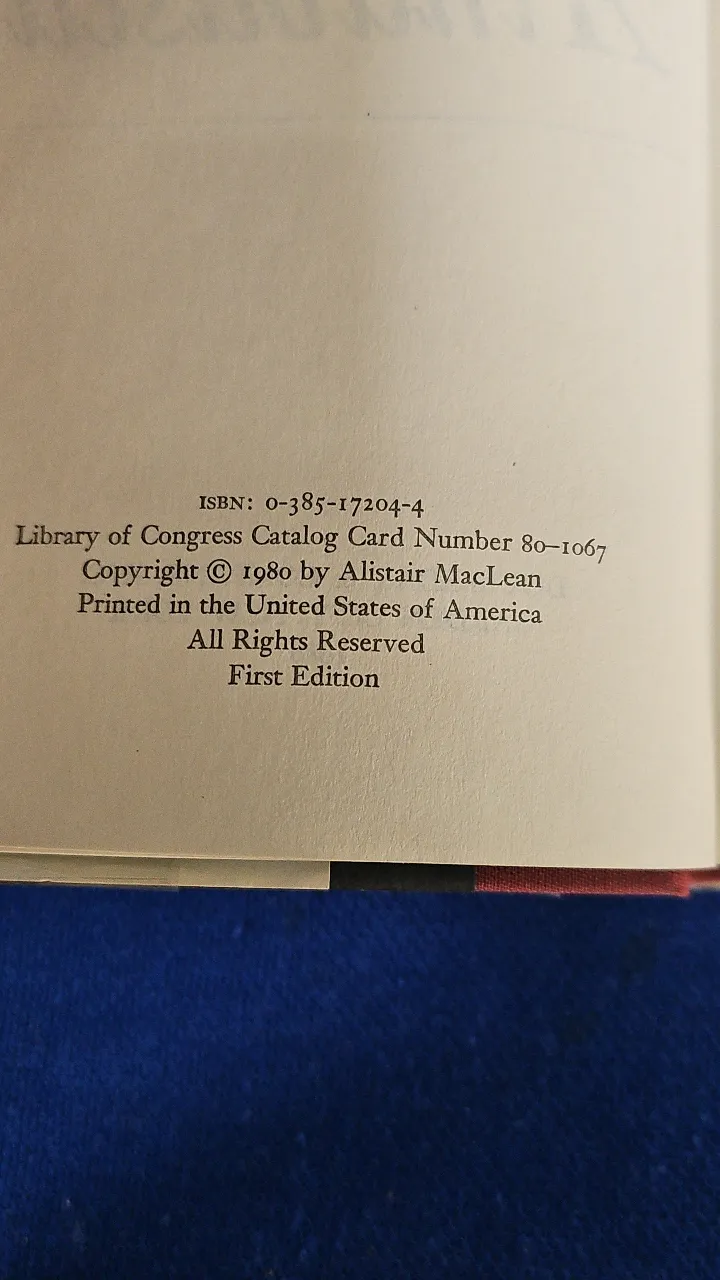 ISBN: 0-385-17204-4
Library of Congress Catalog Card Number 80-1067
Copyright © 1980 by Alistair MacLean
Printed in the United States of America
All Rights Reserved
First Edition